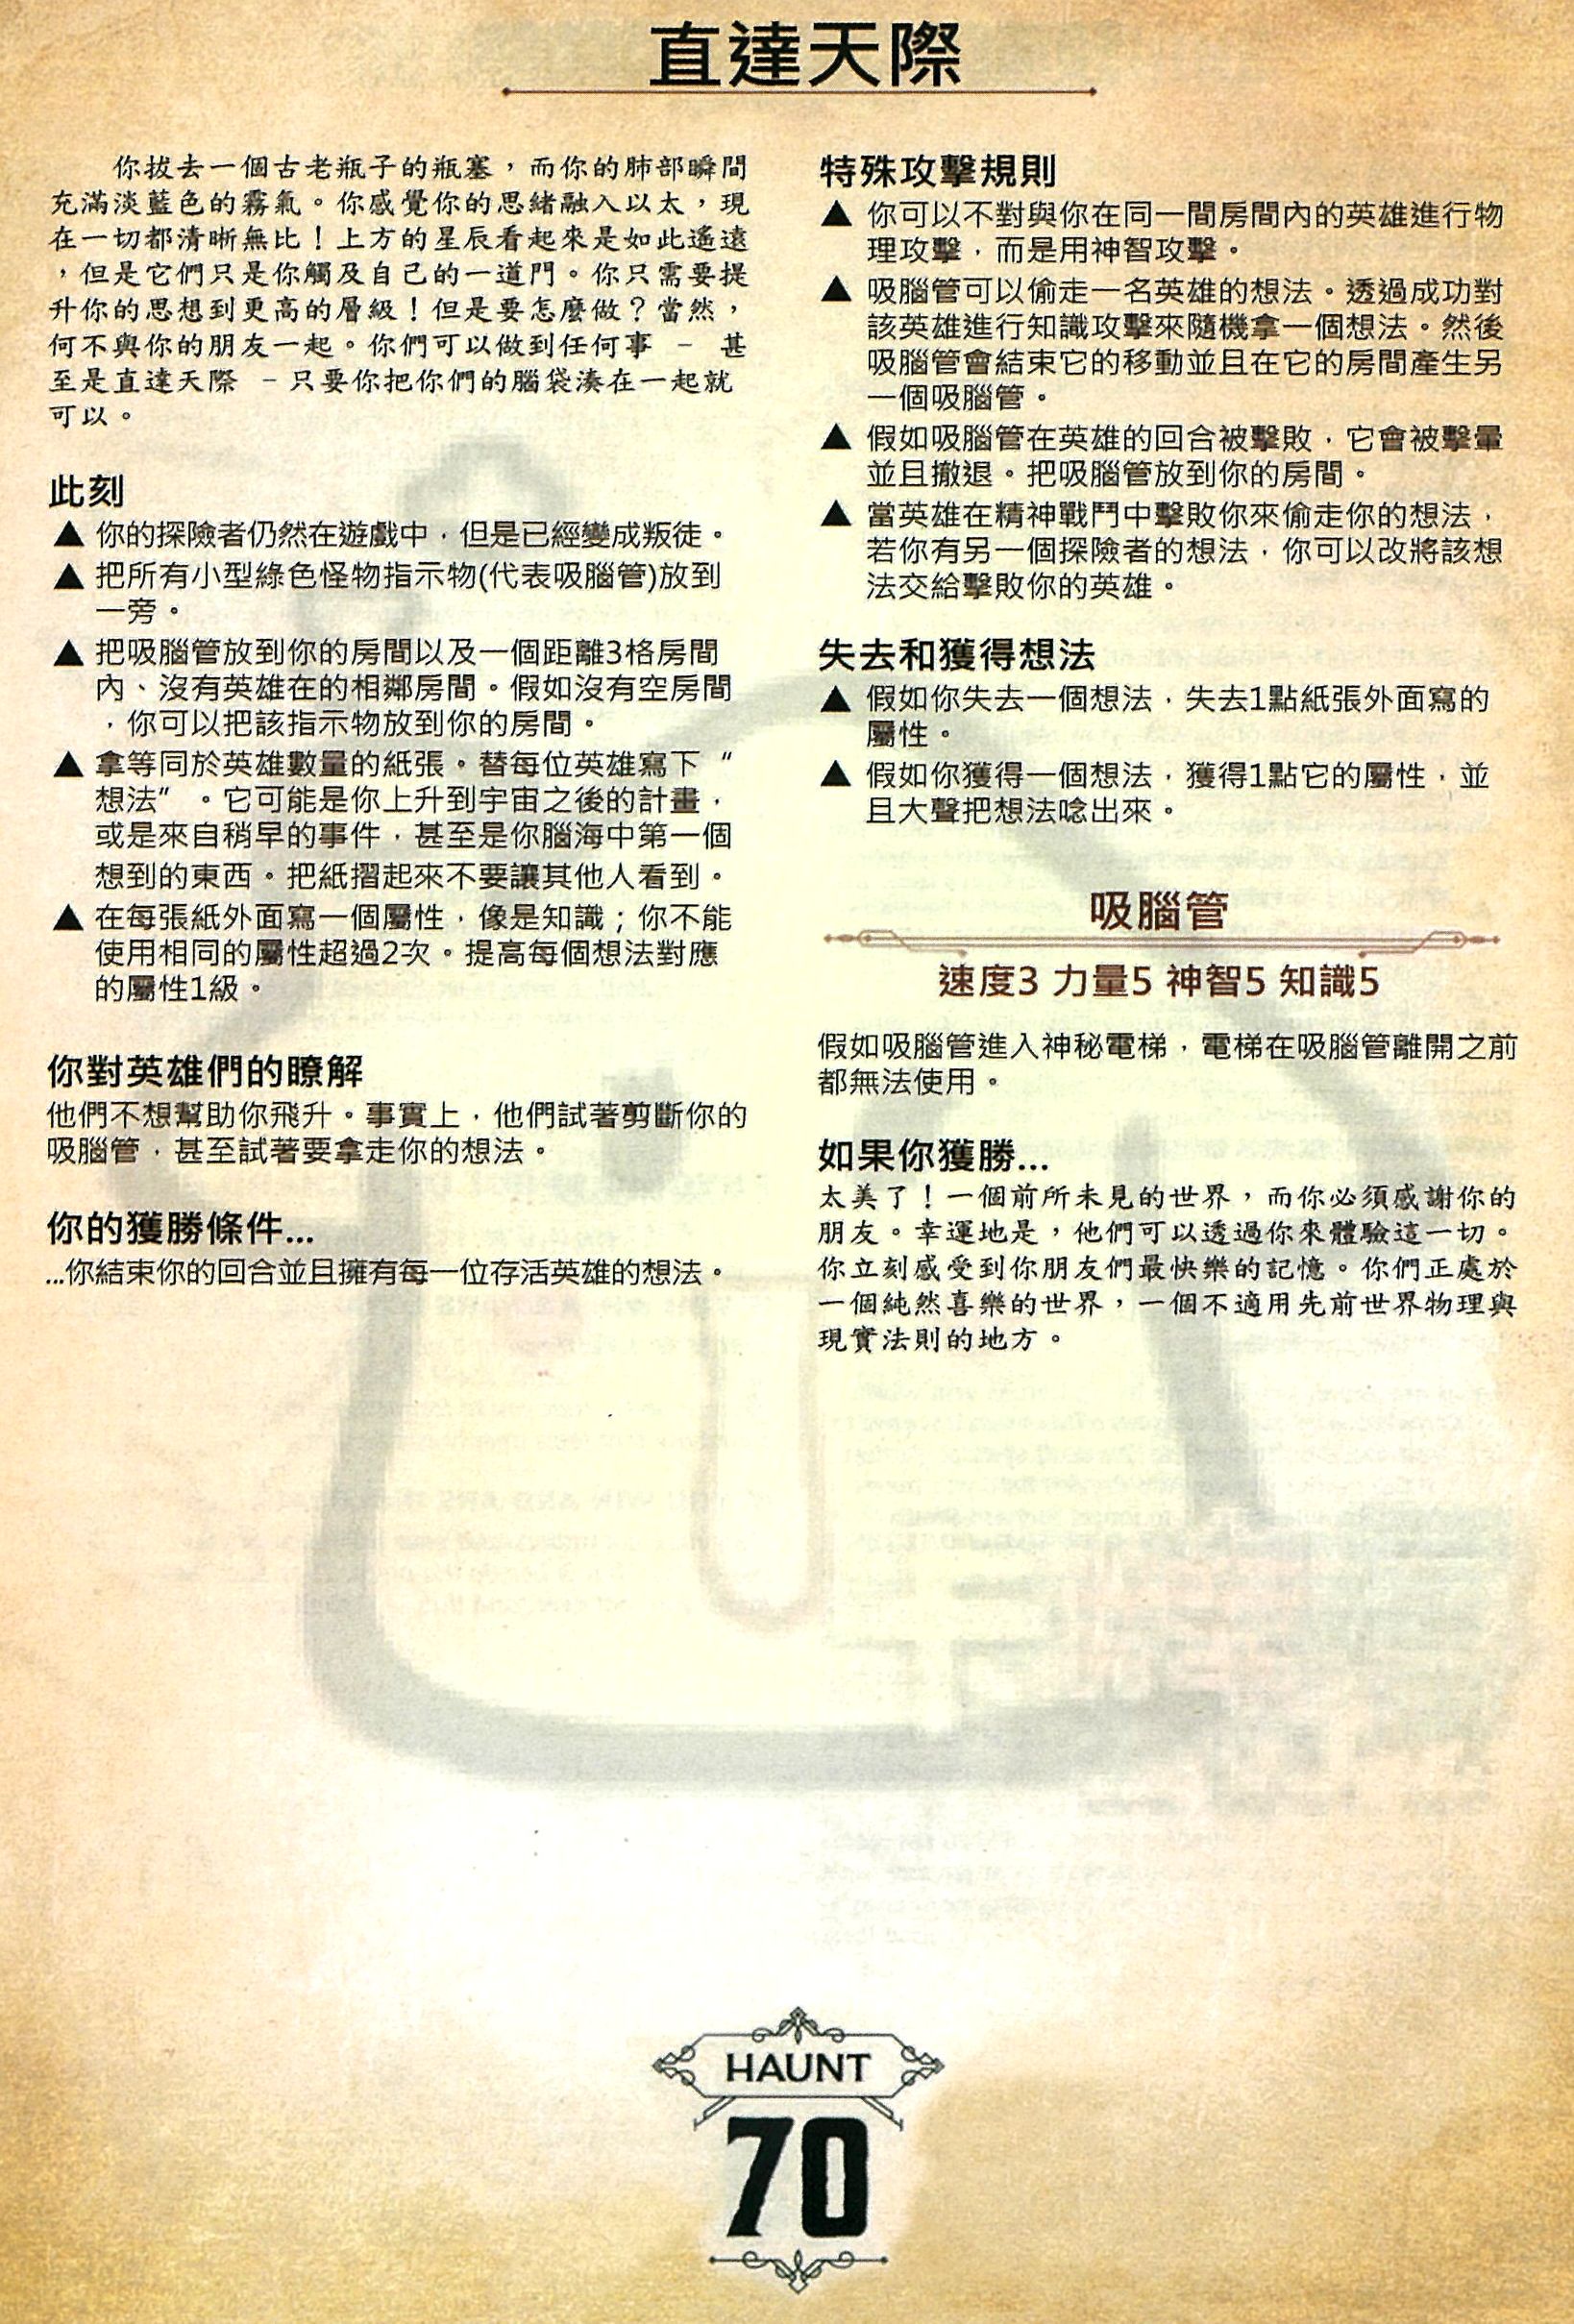 直達天際
你拔去一個古老瓶子的瓶塞，而你的肺部瞬間
充滿淡藍色的霧氣。你感覺你的思緒融入以太，現
在一切都清晰無比！上方的星辰看起來是如此遙遠
，但是它們只是你觸及自己的一道門。你只需要提
升你的思想到更高的層級！但是要怎麼做？當然，
何不與你的朋友一起。你們可以做到任何事 – 甚
至是直達天際 – 只要你把你們的腦袋湊在一起就
可以。
此刻
▲ 你的探險者仍然在遊戲中，但是已經變成叛徒。
▲ 把所有小型綠色怪物指示物(代表吸腦管)放到
一旁。
▲ 把吸腦管放到你的房間以及一個距離3格房間
內、沒有英雄在的相鄰房間。假如沒有空房間
，你可以把該指示物放到你的房間。
▲ 拿等同於英雄數量的紙張。替每位英雄寫下“
想法”。它可能是你上升到宇宙之後的計畫，
或是來自稍早的事件，甚至是你腦海中第一個
想到的東西。把紙摺起來不要讓其他人看到。
▲ 在每張紙外面寫一個屬性，像是知識；你不能
使用相同的屬性超過2次。提高每個想法對應
的屬性1級。
你對英雄們的瞭解
他們不想幫助你飛升。事實上，他們試著剪斷你的
吸腦管，甚至試著要拿走你的想法。
你的獲勝條件...
...你結束你的回合並且擁有每一位存活英雄的想法。
特殊攻擊規則
▲ 你可以不對與你在同一間房間內的英雄進行物
理攻擊，而是用神智攻擊。
▲ 吸腦管可以偷走一名英雄的想法。透過成功對
該英雄進行知識攻擊來隨機拿一個想法。然後
吸腦管會結束它的移動並且在它的房間產生另
一個吸腦管。
▲ 假如吸腦管在英雄的回合被擊敗，它會被擊暈
並且撤退。把吸腦管放到你的房間。
▲ 當英雄在精神戰鬥中擊敗你來偷走你的想法，
若你有另一個探險者的想法，你可以改將該想
法交給擊敗你的英雄。
失去和獲得想法
▲ 假如你失去一個想法，失去1點紙張外面寫的
屬性。
▲ 假如你獲得一個想法，獲得1點它的屬性，並
且大聲把想法唸出來。
吸腦管
速度3 力量5 神智5 知識5
假如吸腦管進入神秘電梯，電梯在吸腦管離開之前
都無法使用。
如果你獲勝...
太美了！一個前所未見的世界，而你必須感謝你的
朋友。幸運地是，他們可以透過你來體驗這一切。
你立刻感受到你朋友們最快樂的記憶。你們正處於
一個純然喜樂的世界，一個不適用先前世界物理與
現實法則的地方。
HAUNT
70